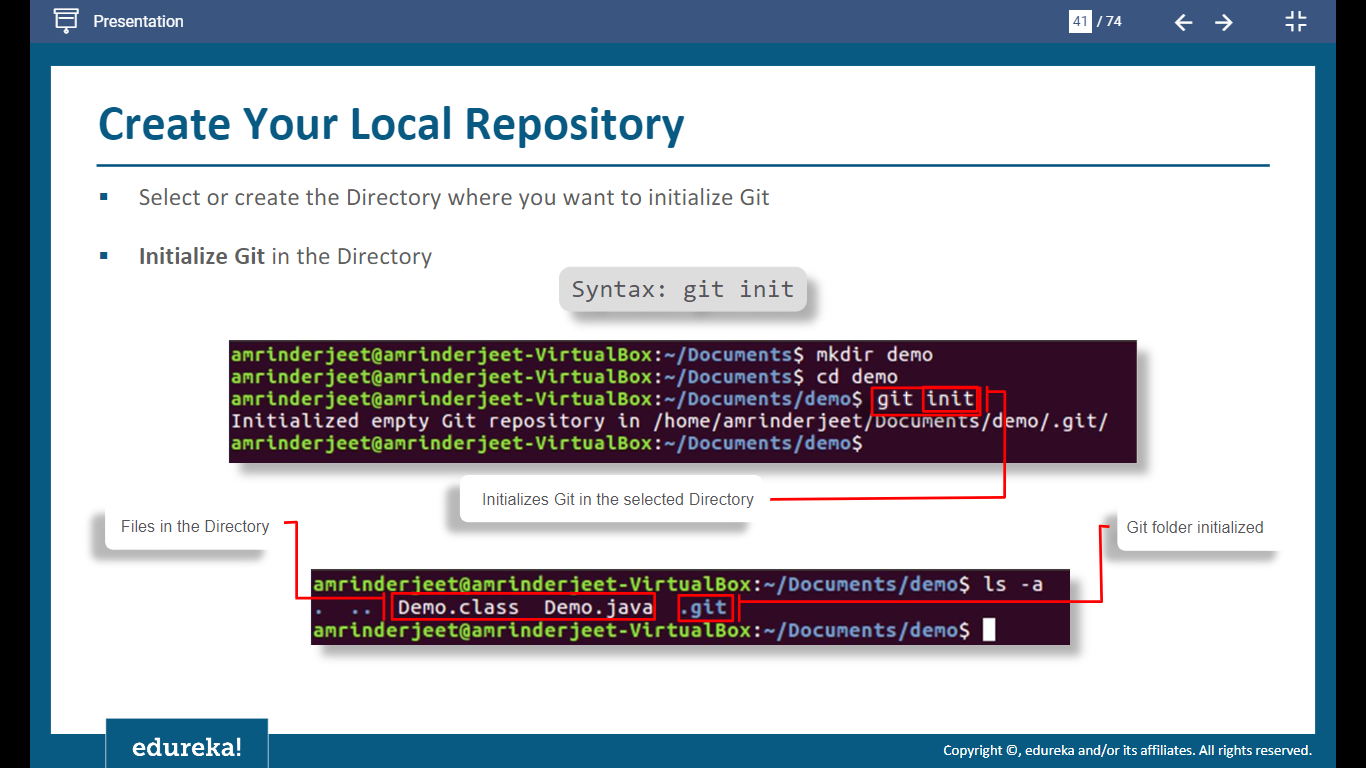 Presentation
41 / 74
Create Your Local Repository
▪ Select or create the Directory where you want to initialize Git
▪ Initialize Git in the Directory
Syntax: git init
amrinderjeet@amrinderjeet-VirtualBox:~/Documents$ mkdir demo
amrinderjeet@amrinderjeet-VirtualBox:~/Documents$ cd demo
amrinderjeet@amrinderjeet-VirtualBox:~/Documents/demo$ git init
Initialized empty Git repository in /home/amrinderjeet/Documents/demo/.git/
amrinderjeet@amrinderjeet-VirtualBox:~/Documents/demo$
Initializes Git in the selected Directory
Files in the Directory
Git folder initialized
amrinderjeet@amrinderjeet-VirtualBox:~/Documents/demo$ ls -a
. .. Demo.class Demo.java .git
amrinderjeet@amrinderjeet-VirtualBox:~/Documents/demo$
edureka!
Copyright ©, edureka and/or its affiliates. All rights reserved.